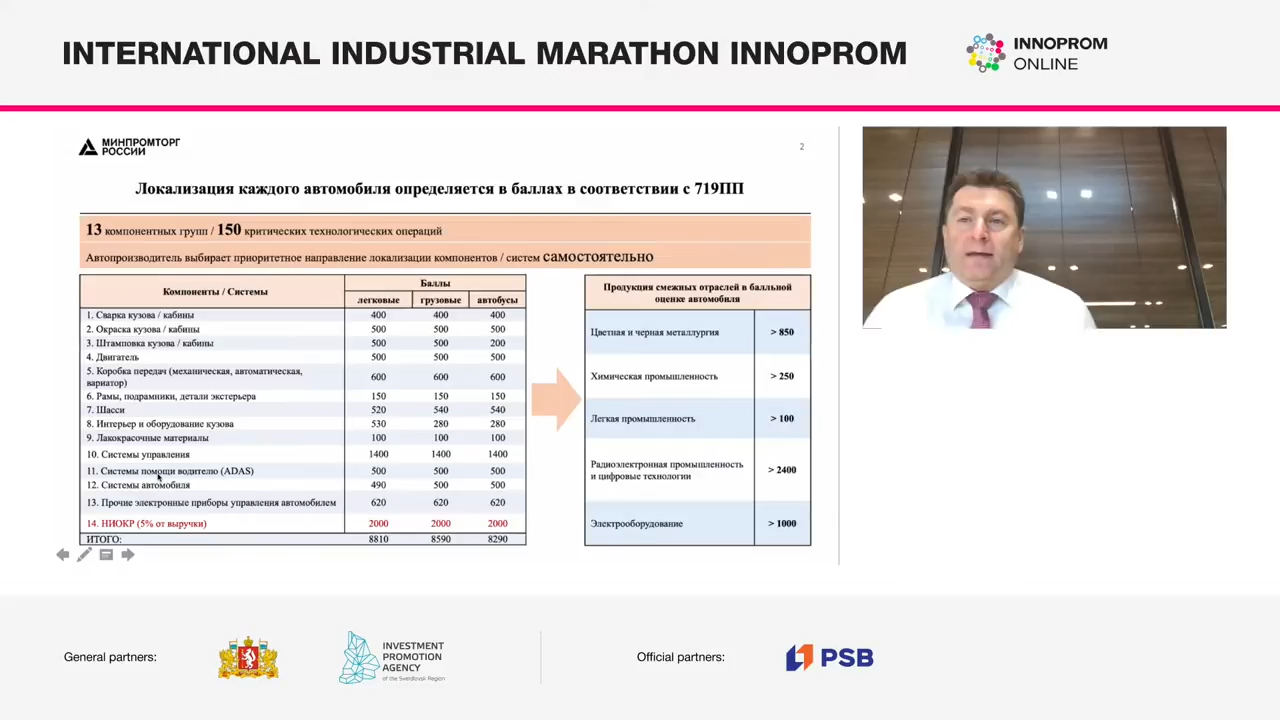 INTERNATIONAL INDUSTRIAL MARATHON INNOPROM
INNOPROM
ONLINE
МИНПРОМТОРГ
РОССИИ
2
Локализация каждого автомобиля определяется в баллах в соответствии с 719ПП
13 компонентных групп / 150 критических технологических операций
Автопроизводитель выбирает приоритетное направление локализации компонентов / систем самостоятельно
Компоненты / Системы
Баллы
легковые грузовые автобусы
1. Сварка кузова / кабины 400 400 400
2. Окраска кузова / кабины 500 500 500
3. Штамповка кузова / кабины 500 500 200
4. Двигатель 500 500 500
5. Коробка передач (механическая, автоматическая,
вариатор) 600 600 600
6. Рамы, подрамники, детали экстерьера 150 150 150
7. Шасси 520 540 540
8. Интерьер и оборудование кузова 530 280 280
9. Лакокрасочные материалы 100 100 100
10. Системы управления 1400 1400 1400
11. Системы помощи водителю (ADAS) 500 500 500
12. Системы автомобиля 490 500 500
13. Прочие электронные приборы управления автомобилем 620 620 620
14. НИОКР (5% от выручки) 2000 2000 2000
ИТОГО: 8810 8590 8290
Продукция смежных отраслей в балльной
оценке автомобиля
Цветная и черная металлургия > 850
Химическая промышленность > 250
Легкая промышленность > 100
Радиоэлектронная промышленность
и цифровые технологии > 2400
Электрооборудование > 1000
General partners:
INVESTMENT
PROMOTION
AGENCY
of the Sverdlovsk Region
Official partners:
PSB